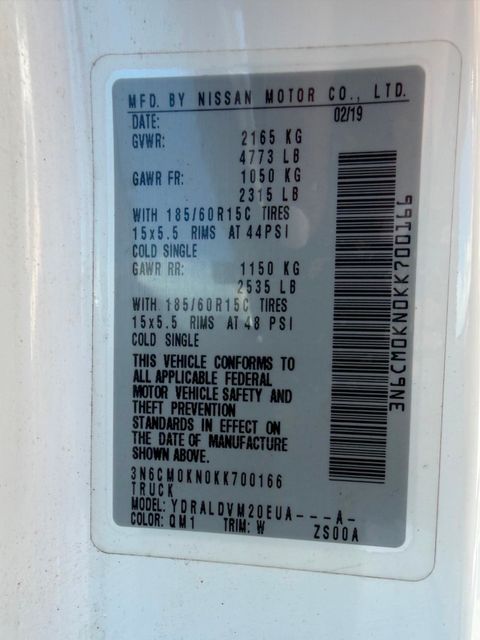 MFD. BY NISSAN MOTOR CO., LTD.
DATE: 02/19
GVWR: 2165 KG
4773 LB
GAWR FR: 1050 KG
2315 LB
WITH 185/60R15C TIRES
15x5.5 RIMS AT 44PSI
COLD SINGLE
GAWR RR: 1150 KG
2535 LB
WITH 185/60R15C TIRES
15x5.5 RIMS AT 48 PSI
COLD SINGLE
THIS VEHICLE CONFORMS TO
ALL APPLICABLE FEDERAL
MOTOR VEHICLE SAFETY AND
THEFT PREVENTION
STANDARDS IN EFFECT ON
THE DATE OF MANUFACTURE
SHOWN ABOVE.
3N6CM0KN0KK700166
TRUCK
MODEL: YDRALDVM20EUA---A-
COLOR: QM1 TRIM: W ZS00A
3N6CM0KN0KK700166